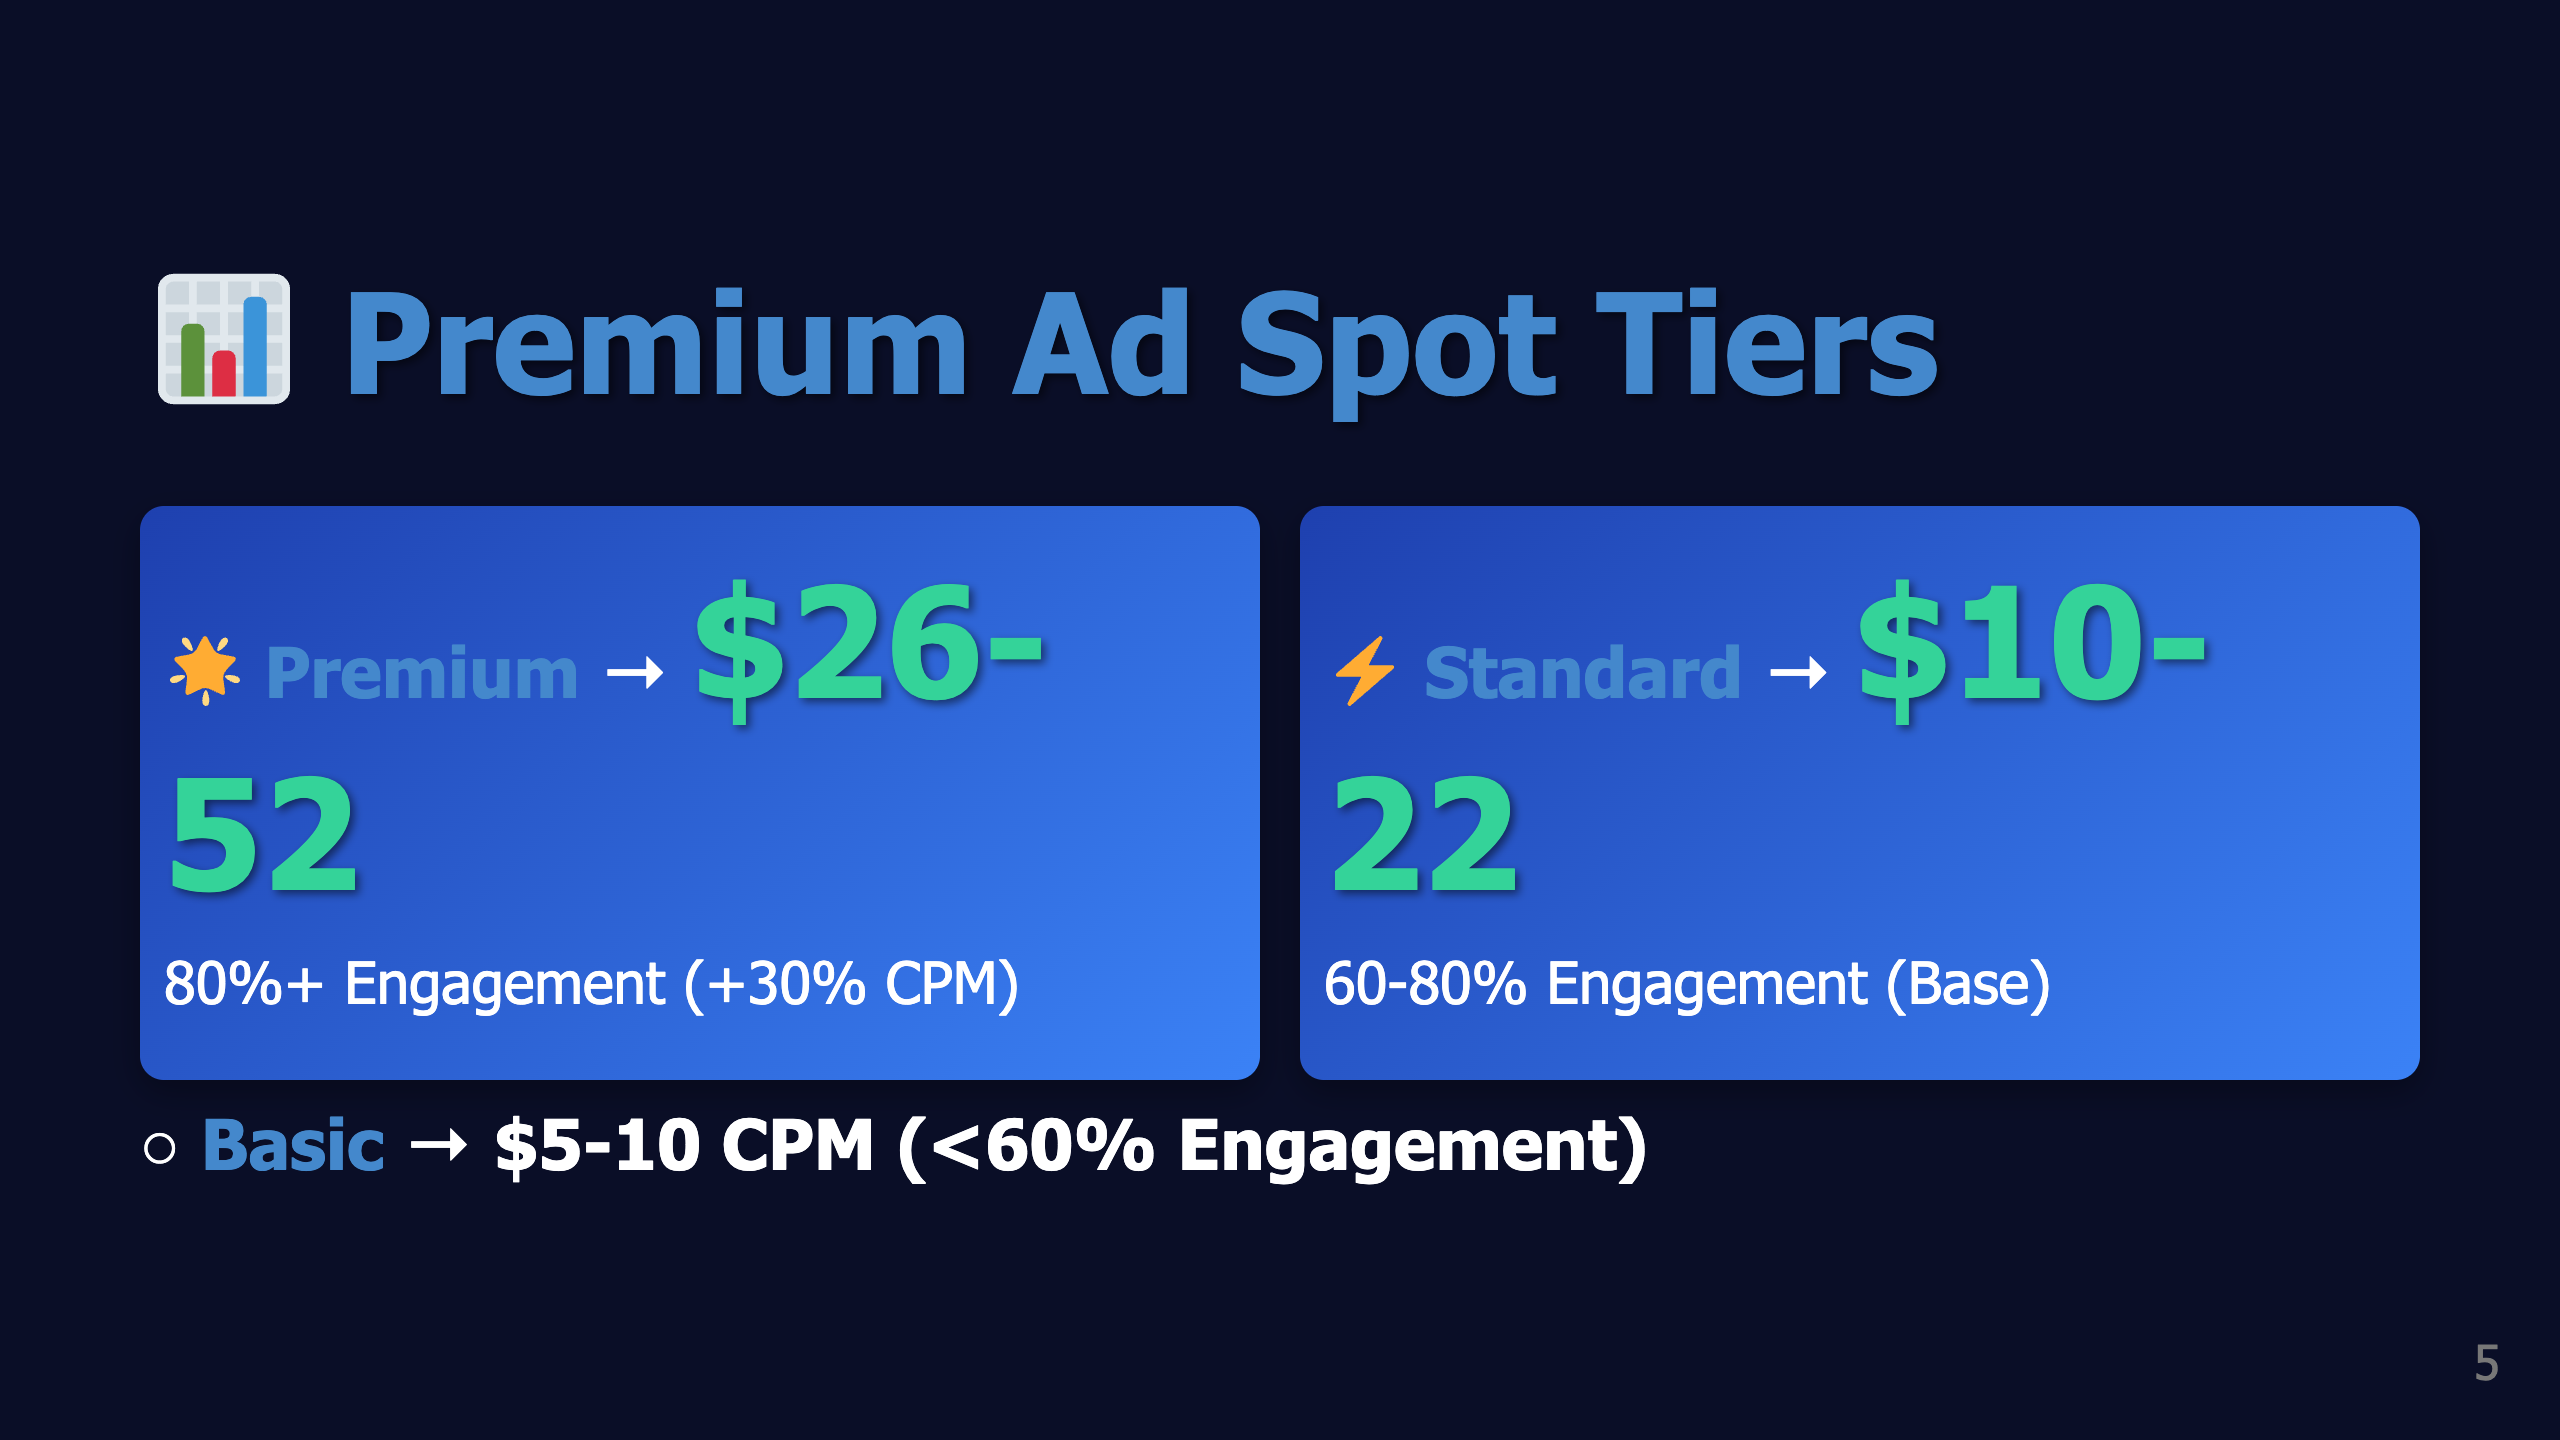 📊 Premium Ad Spot Tiers
🌟 Premium → $26-
52
80%+ Engagement (+30% CPM)
⚡ Standard → $10-
22
60-80% Engagement (Base)
○ Basic → $5-10 CPM (<60% Engagement)
5